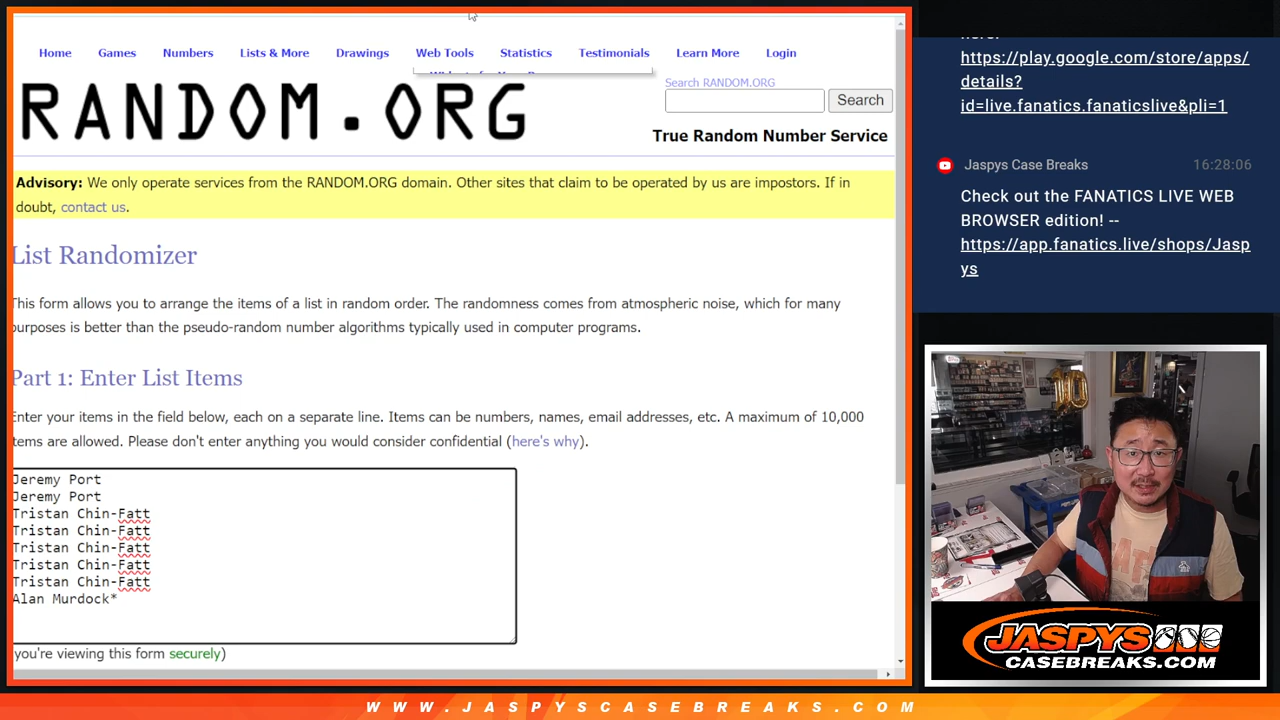 Home Games Numbers Lists & More Drawings Web Tools Statistics Testimonials Learn More Login
Search RANDOM.ORG
RANDOM.ORG
Search
True Random Number Service
Advisory: We only operate services from the RANDOM.ORG domain. Other sites that claim to be operated by us are impostors. If in
doubt, contact us.
List Randomizer
This form allows you to arrange the items of a list in random order. The randomness comes from atmospheric noise, which for many
purposes is better than the pseudo-random number algorithms typically used in computer programs.
Part 1: Enter List Items
Enter your items in the field below, each on a separate line. Items can be numbers, names, email addresses, etc. A maximum of 10,000
items are allowed. Please don't enter anything you would consider confidential (here's why).
Jeremy Port
Jeremy Port
Tristan Chin-Fatt
Tristan Chin-Fatt
Tristan Chin-Fatt
Tristan Chin-Fatt
Tristan Chin-Fatt
Alan Murdock*
you're viewing this form securely)
https://play.google.com/store/apps/
details?
id=live.fanatics.fanaticslive&pli=1
Jaspys Case Breaks 16:28:06
Check out the FANATICS LIVE WEB
BROWSER edition! --
https://app.fanatics.live/shops/Jasp
ys
10
JASPYS
CASEBREAKS.COM
WWW.JASPYSCASEBREAKS.COM